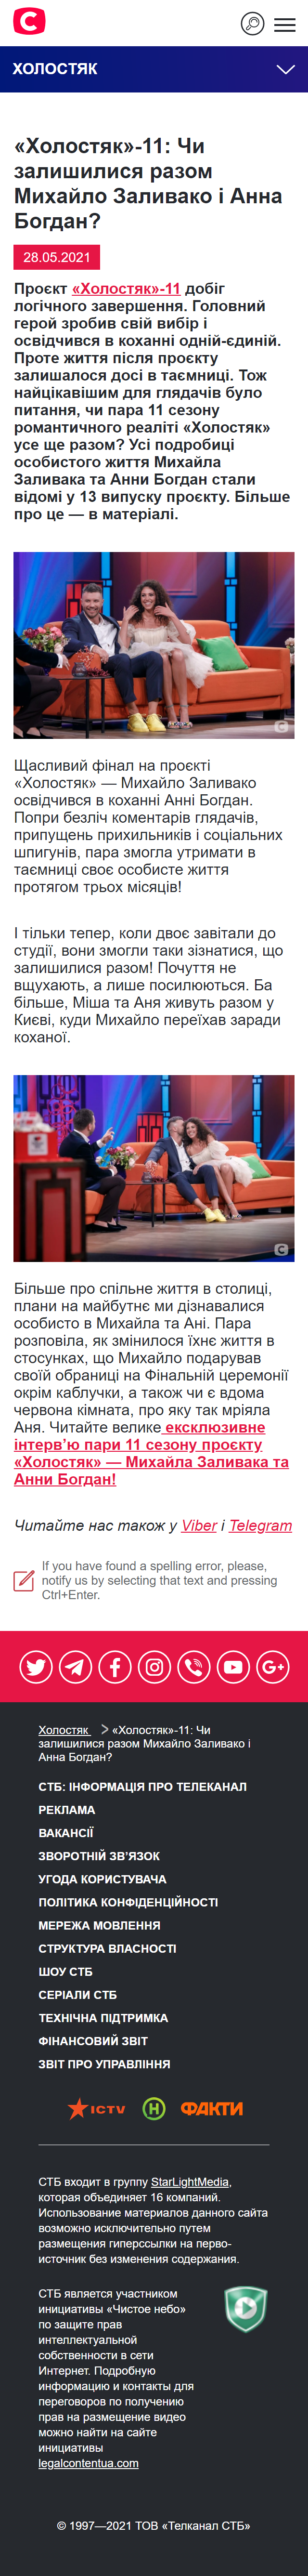 ХОЛОСТЯК
«Холостяк»-11: Чи
залишилися разом
Михайло Заливако і Анна
Богдан?
28.05.2021
Проєкт «Холостяк»-11 добіг
логічного завершення. Головний
герой зробив свій вибір і
освідчився в коханні одній-єдиній.
Проте життя після проєкту
залишалося досі в таємниці. Тож
найцікавішим для глядачів було
питання, чи пара 11 сезону
романтичного реаліті «Холостяк»
усе ще разом? Усі подробиці
особистого життя Михайла
Заливака та Анни Богдан стали
відомі у 13 випуску проєкту. Більше
про це — в матеріалі.
Щасливий фінал на проєкті
«Холостяк» — Михайло Заливако
освідчився в коханні Анні Богдан.
Попри безліч коментарів глядачів,
припущень прихильників і соціальних
шпигунів, пара змогла утримати в
таємниці своє особисте життя
протягом трьох місяців!
І тільки тепер, коли двоє завітали до
студії, вони змогли таки зізнатися, що
залишилися разом! Почуття не
вщухають, а лише посилюються. Ба
більше, Міша та Аня живуть разом у
Києві, куди Михайло переїхав заради
коханої.
Більше про спільне життя в столиці,
плани на майбутнє ми дізнавалися
особисто в Михайла та Ані. Пара
розповіла, як змінилося їхнє життя в
стосунках, що Михайло подарував
своїй обраниці на Фінальній церемонії
окрім каблучки, а також чи є вдома
червона кімната, про яку так мріяла
Аня. Читайте велике ексклюзивне
інтерв’ю пари 11 сезону проєкту
«Холостяк» — Михайла Заливака та
Анни Богдан!
Читайте нас також у Viber і Telegram
If you have found a spelling error, please,
notify us by selecting that text and pressing
Ctrl+Enter.
Холостяк > «Холостяк»-11: Чи
залишилися разом Михайло Заливако і
Анна Богдан?
СТБ: ІНФОРМАЦІЯ ПРО ТЕЛЕКАНАЛ
РЕКЛАМА
ВАКАНСІЇ
ЗВОРОТНІЙ ЗВ’ЯЗОК
УГОДА КОРИСТУВАЧА
ПОЛІТИКА КОНФІДЕНЦІЙНОСТІ
МЕРЕЖА МОВЛЕННЯ
СТРУКТУРА ВЛАСНОСТІ
ШОУ СТБ
СЕРІАЛИ СТБ
ТЕХНІЧНА ПІДТРИМКА
ФІНАНСОВИЙ ЗВІТ
ЗВІТ ПРО УПРАВЛІННЯ
ICTV Н ФАКТИ
СТБ входит в группу StarLightMedia,
которая объединяет 16 компаний.
Использование материалов данного сайта
возможно исключительно путем
размещения гиперссылки на перво-
источник без изменения содержания.
СТБ является участником
инициативы «Чистое небо»
по защите прав
интеллектуальной
собственности в сети
Интернет. Подробную
информацию и контакты для
переговоров по получению
прав на размещение видео
можно найти на сайте
инициативы
legalcontentua.com
© 1997—2021 ТОВ «Телканал СТБ»